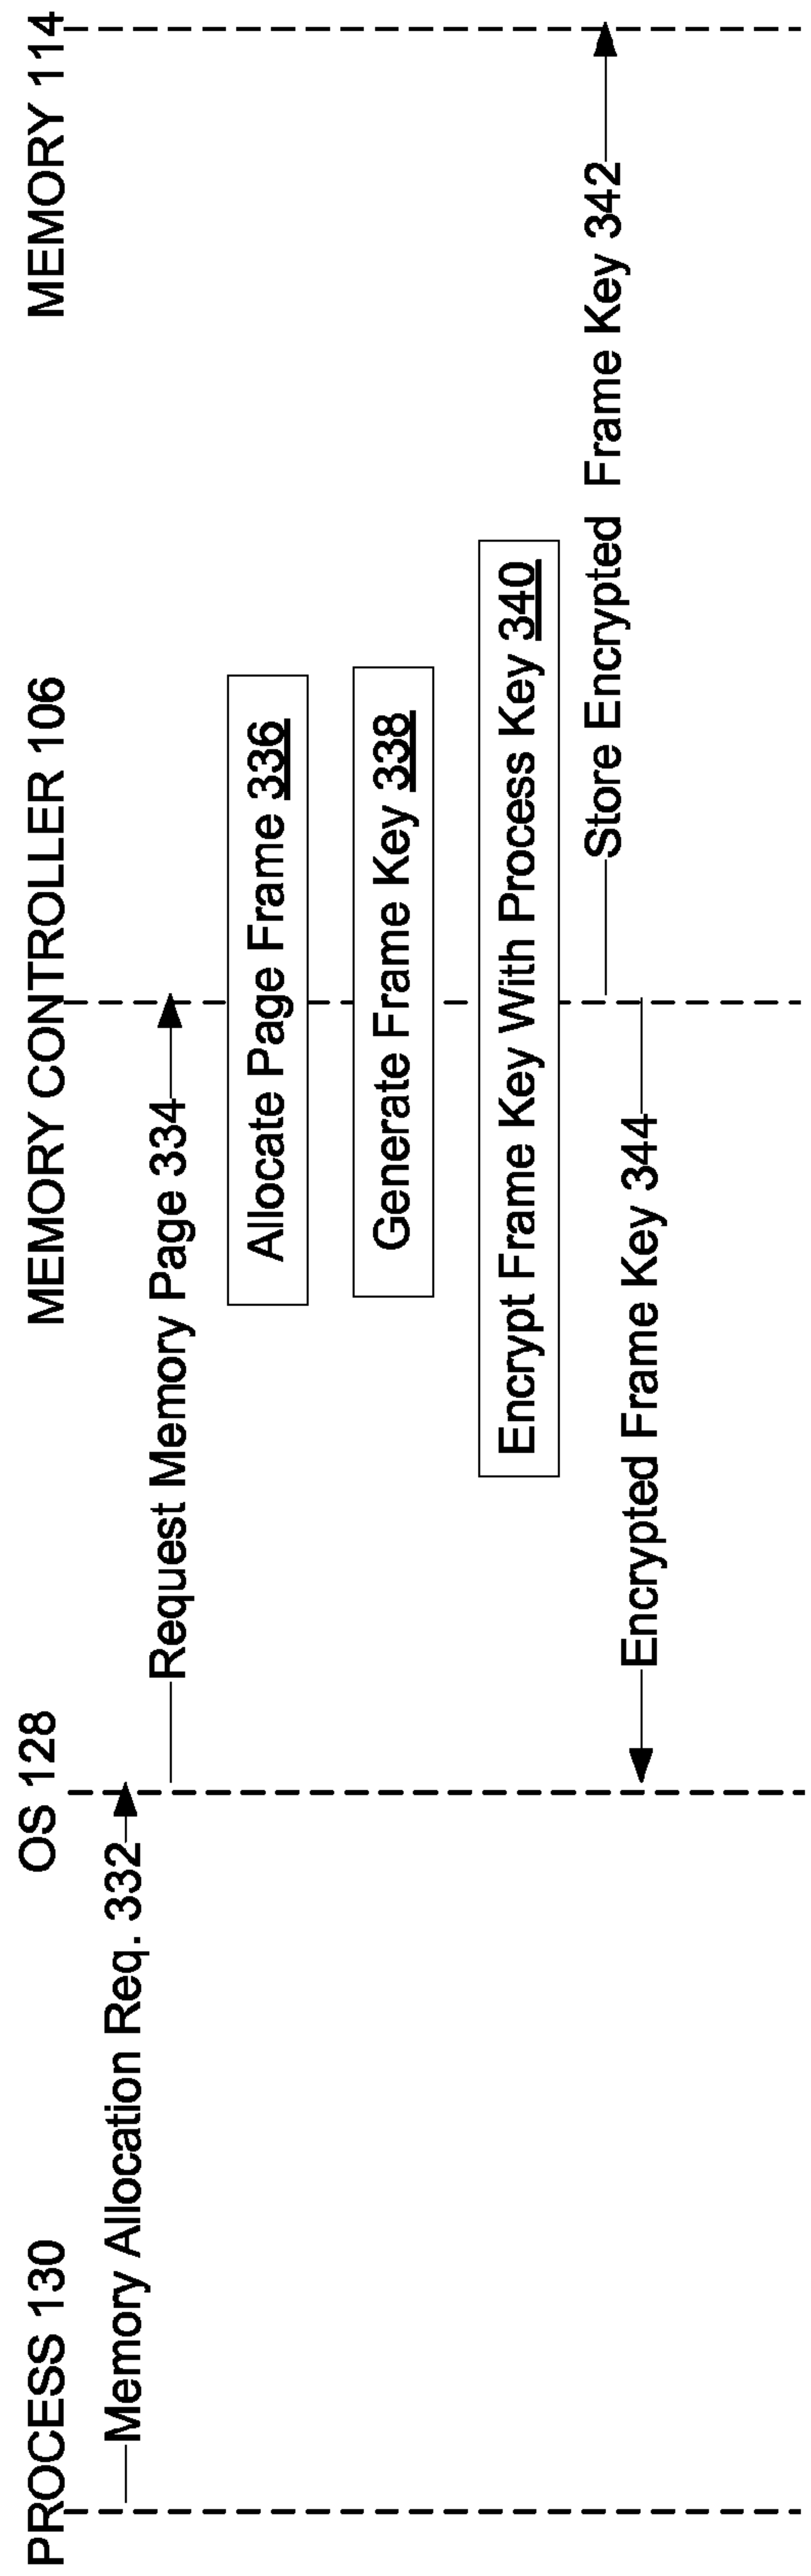 PROCESS 130
OS 128
MEMORY CONTROLLER 106
MEMORY 114
Memory Allocation Req. 332
Request Memory Page 334
Allocate Page Frame 336
Generate Frame Key 338
Encrypt Frame Key With Process Key 340
Store Encrypted Frame Key 342
Encrypted Frame Key 344